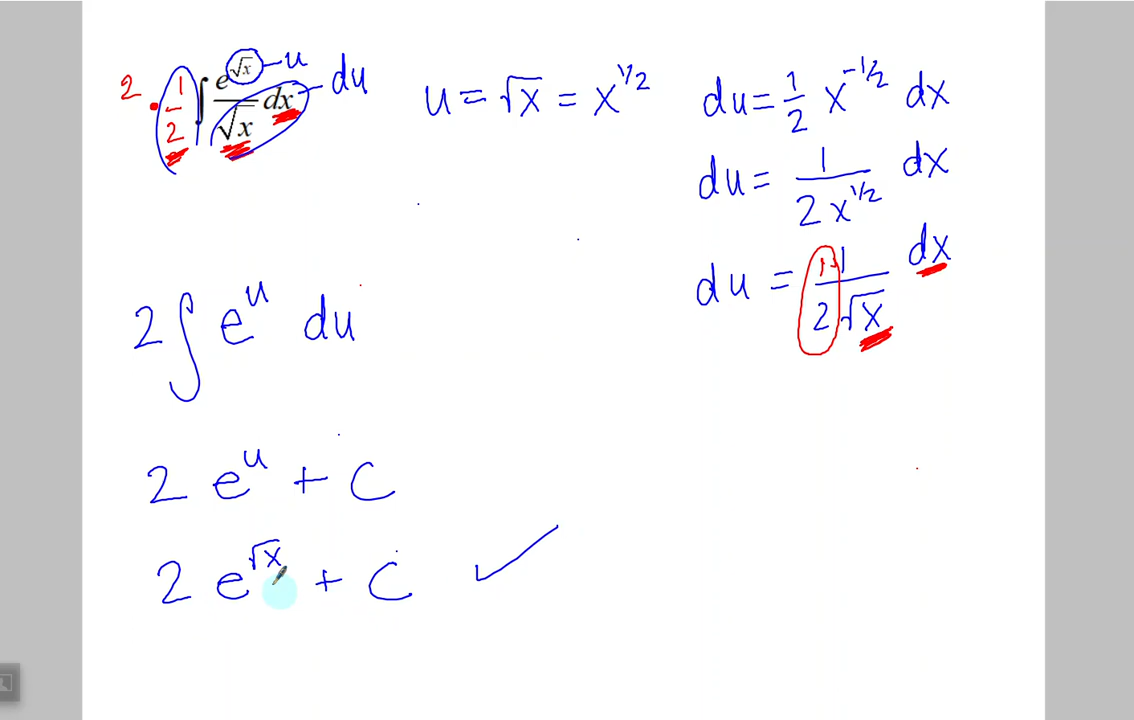 2 · 1/2 ∫ e^√x/√x dx – u – du
u = √x = x^1/2
du = 1/2 x^-1/2 dx
du = 1/2x^1/2 dx
du = 1·1/2√x dx
2∫e^u du
2 e^u + C
2 e^√x + C ✓